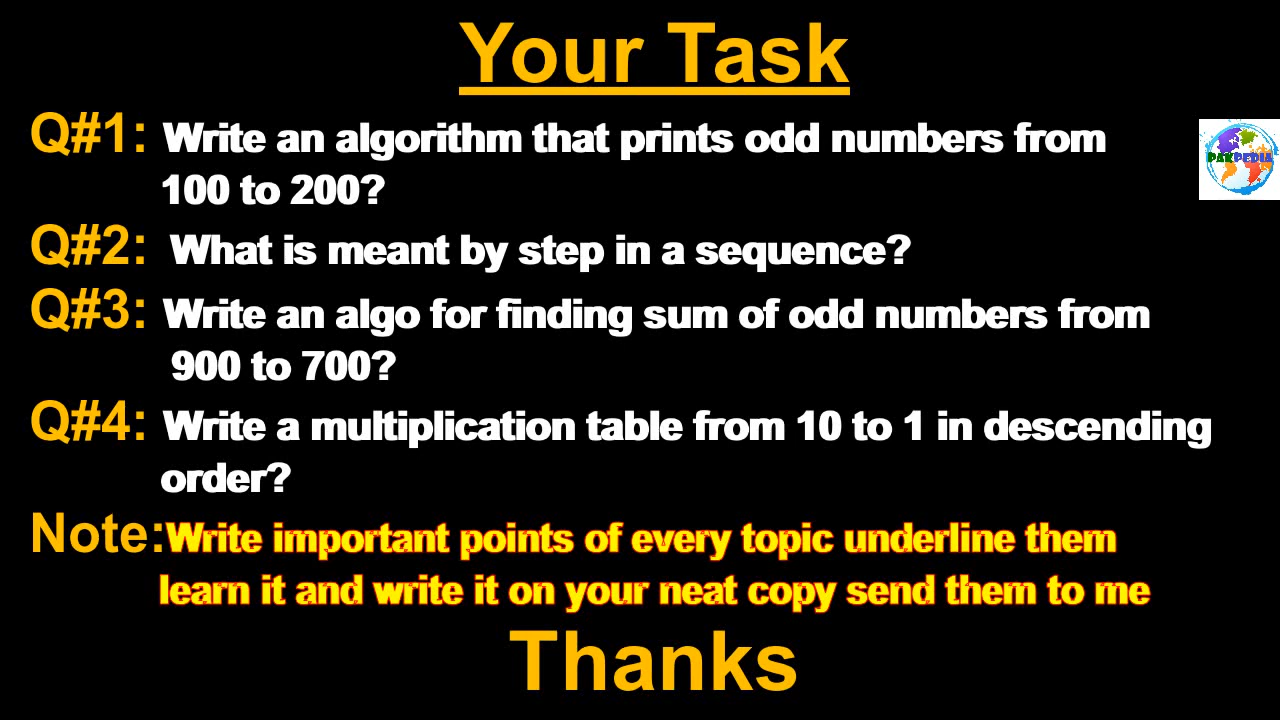 Your Task
Q#1: Write an algorithm that prints odd numbers from
100 to 200?
PAKPEDIA
Q#2: What is meant by step in a sequence?
Q#3: Write an algo for finding sum of odd numbers from
900 to 700?
Q#4: Write a multiplication table from 10 to 1 in descending
order?
Note:Write important points of every topic underline them
learn it and write it on your neat copy send them to me
Thanks